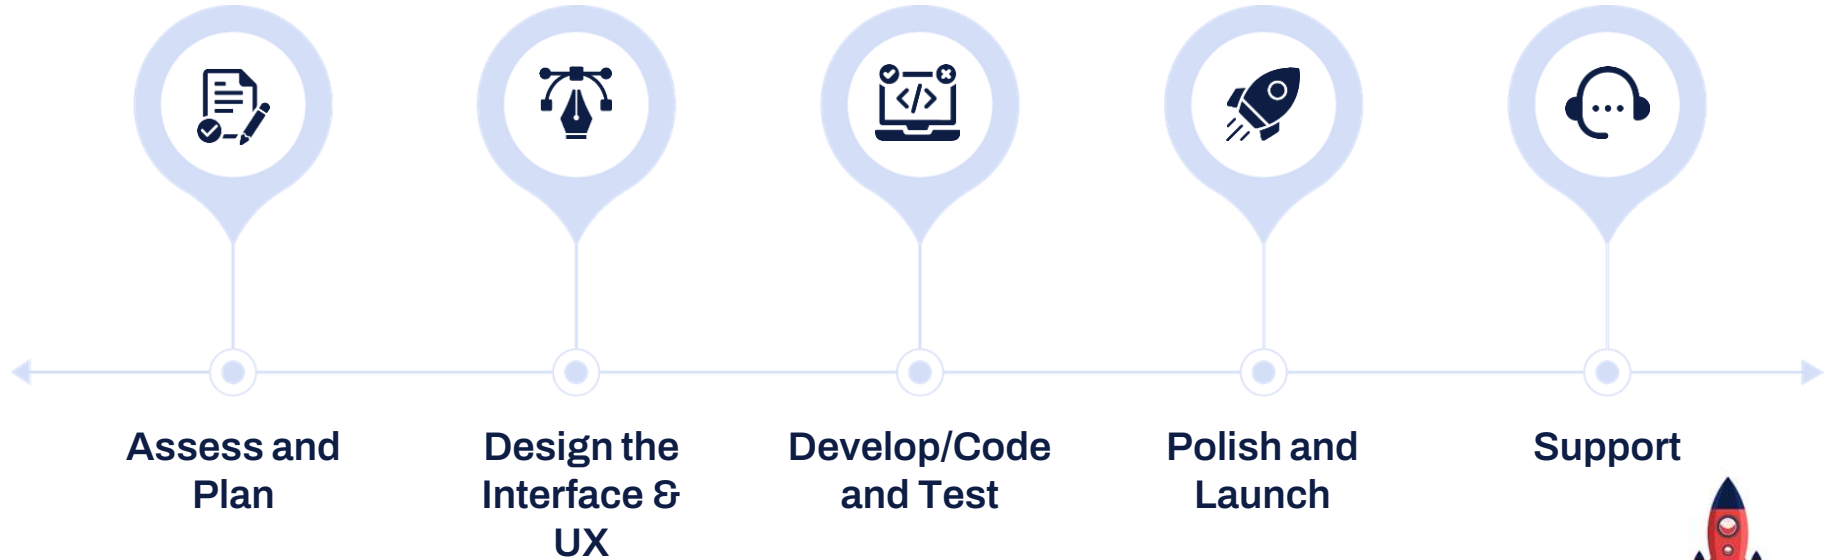 Assess and
Plan
Design the
Interface &
UX
Develop/Code
and Test
Polish and
Launch
Support